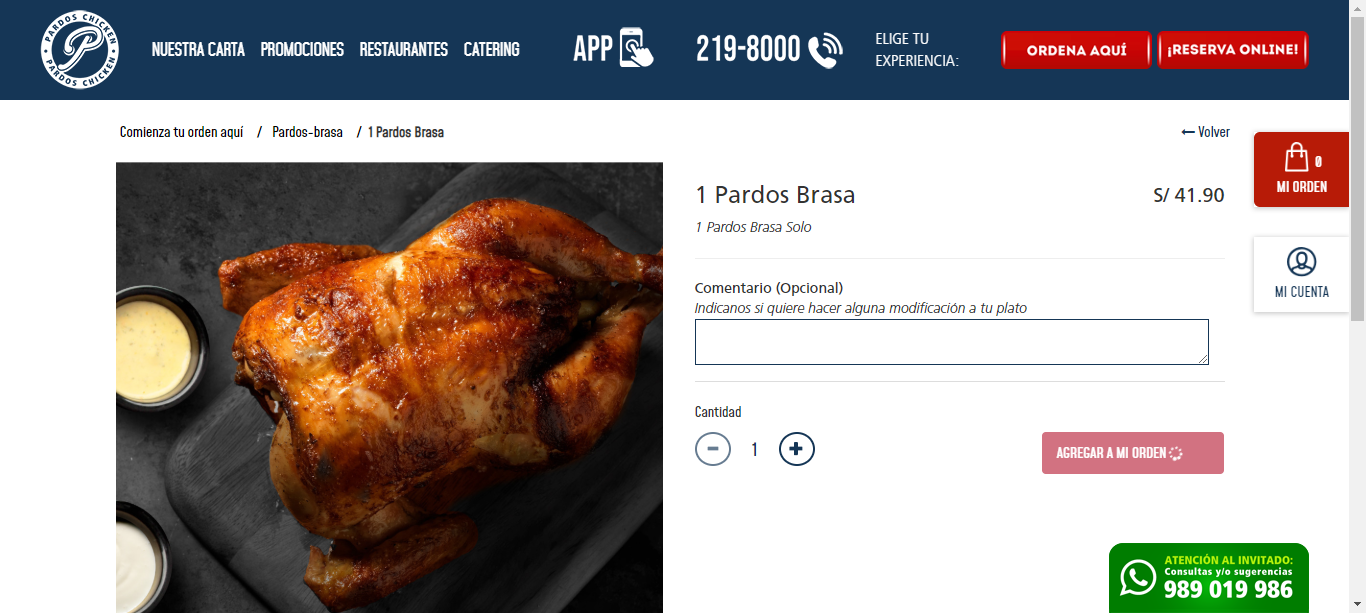 PARDOS CHICKEN
P
PARDOS CHICKEN
NUESTRA CARTA PROMOCIONES RESTAURANTES CATERING
APP
219-8000
ELIGE TU
EXPERIENCIA:
ORDENA AQUÍ
¡RESERVA ONLINE!
Comienza tu orden aquí / Pardos-brasa / 1 Pardos Brasa
Volver
0
MI ORDEN
1 Pardos Brasa
S/ 41.90
1 Pardos Brasa Solo
MI CUENTA
Comentario (Opcional)
Indicanos si quiere hacer alguna modificación a tu plato
Cantidad
1
AGREGAR A MI ORDEN
ATENCIÓN AL INVITADO:
Consultas y/o sugerencias
989 019 986